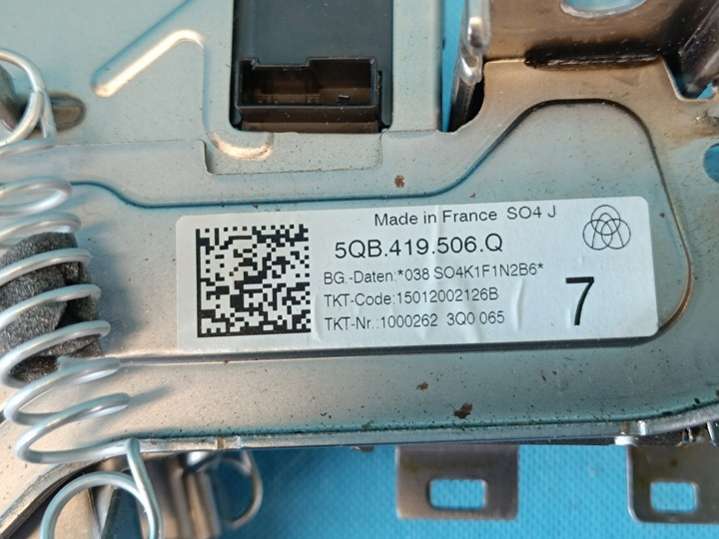 Made in France SO4 J
5QB.419.506.Q
BG.-Daten:*038 SO4K1F1N2B6*
TKT-Code:15012002126B
TKT-Nr.:1000262 3Q0 065
7